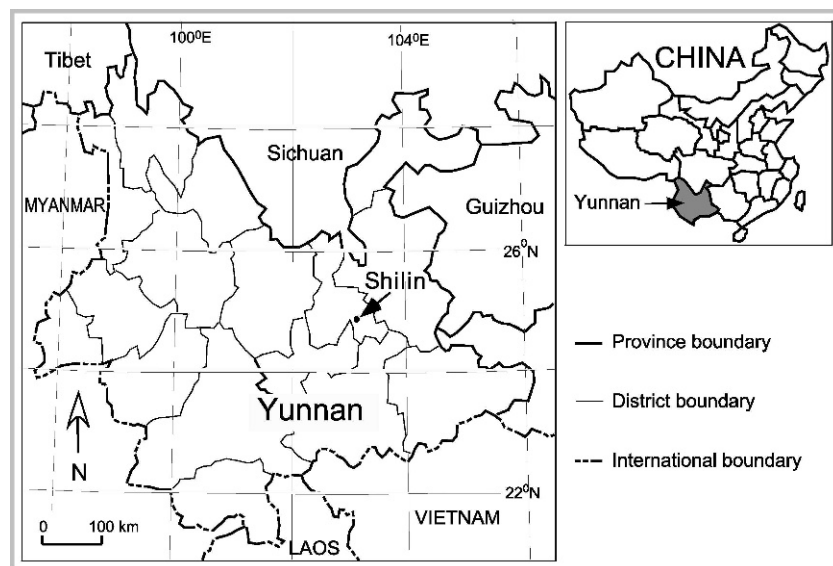 100⁰E
104⁰E
Tibet
Sichuan
MYANMAR
Guizhou
26⁰N
Shilin
Yunnan
N
22⁰N
0 100 km
VIETNAM
LAOS
CHINA
Yunnan
Province boundary
District boundary
International boundary